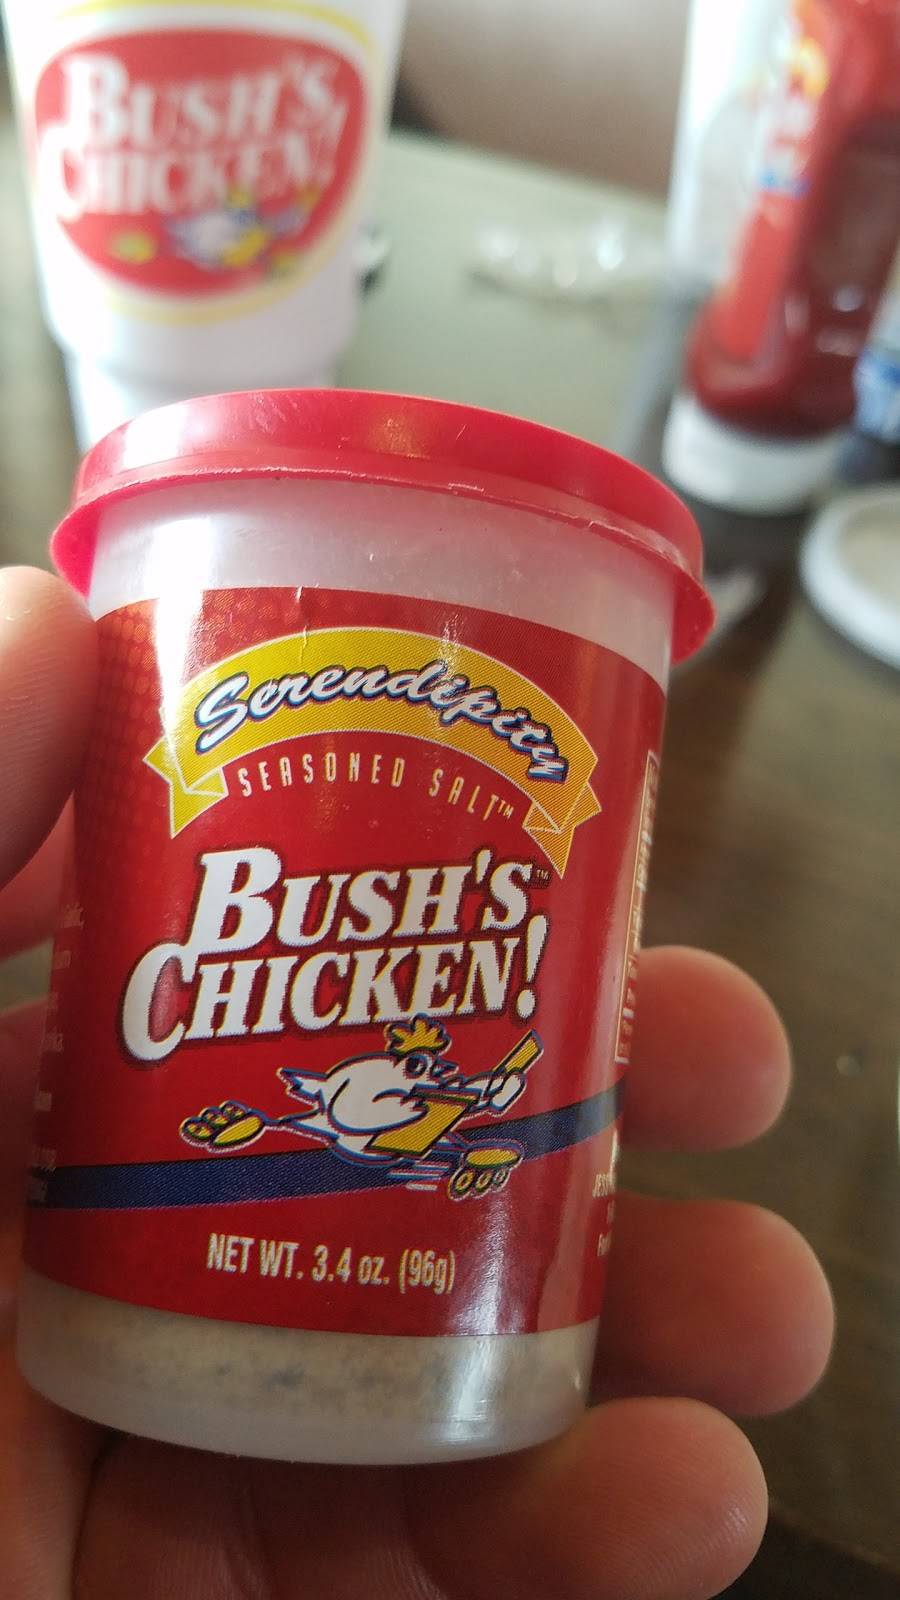 BUSH'S
CHICKEN!
Serendipity
SEASONED SALT™
BUSH'S™
CHICKEN!
NET WT. 3.4 oz. (96g)